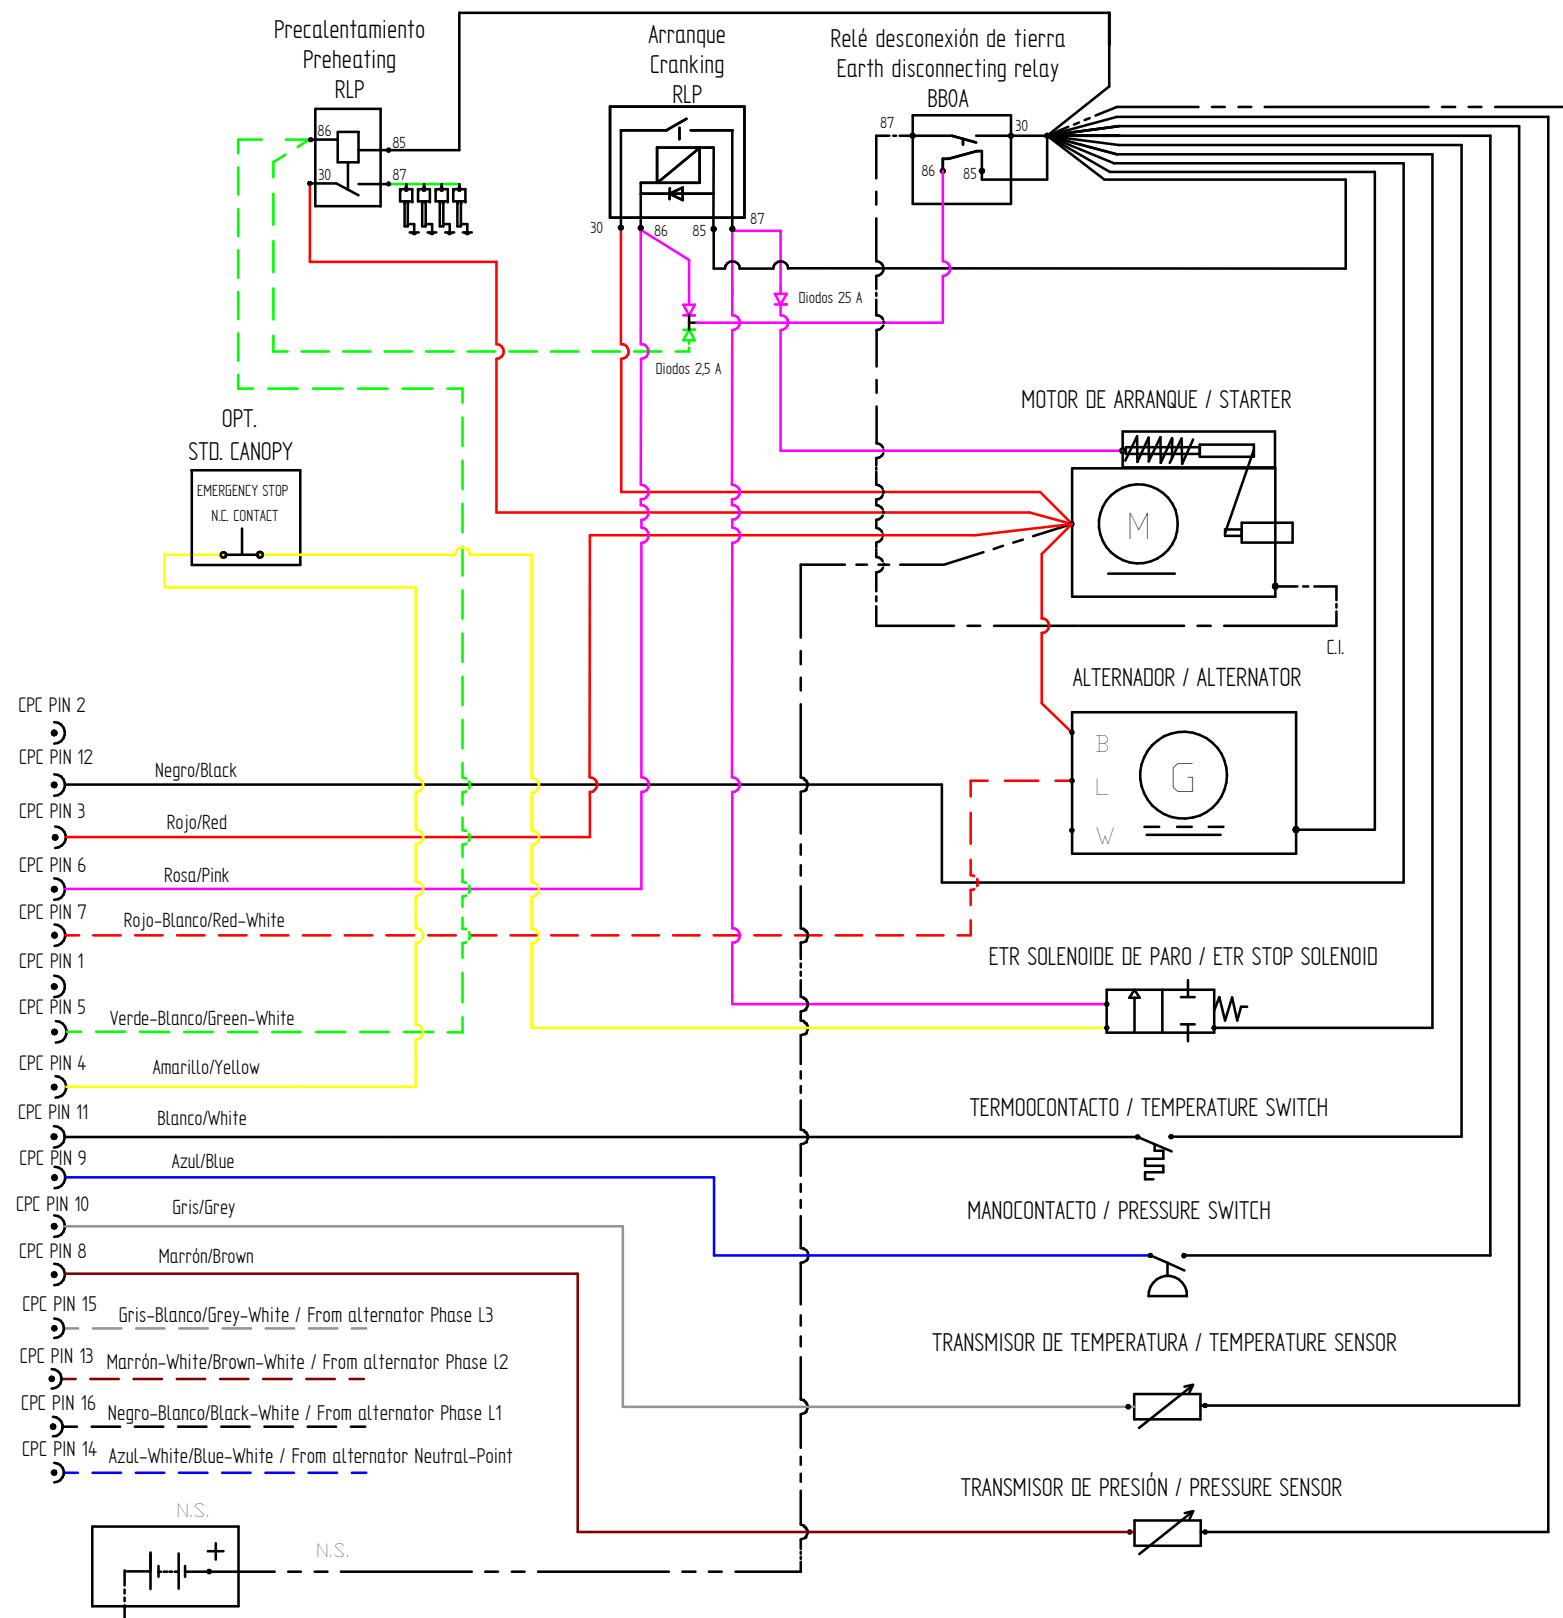 Precalentamiento
Preheating
RLP
86
85
30
87
Arranque
Cranking
RLP
30
86
85
87
Relé desconexión de tierra
Earth disconnecting relay
BBOA
87
30
86
85
Diodos 25 A
Diodos 2,5 A
OPT.
STD. CANOPY
EMERGENCY STOP
N.C. CONTACT
MOTOR DE ARRANQUE / STARTER
M
C.I.
ALTERNADOR / ALTERNATOR
B
L
W
G
CPC PIN 2
CPC PIN 12
Negro/Black
CPC PIN 3
Rojo/Red
CPC PIN 6
Rosa/Pink
CPC PIN 7
Rojo-Blanco/Red-White
CPC PIN 1
CPC PIN 5
Verde-Blanco/Green-White
CPC PIN 4
Amarillo/Yellow
CPC PIN 11
Blanco/White
CPC PIN 9
Azul/Blue
CPC PIN 10
Gris/Grey
CPC PIN 8
Marrón/Brown
CPC PIN 15
Gris-Blanco/Grey-White / From alternator Phase L3
CPC PIN 13
Marrón-White/Brown-White / From alternator Phase L2
CPC PIN 16
Negro-Blanco/Black-White / From alternator Phase L1
CPC PIN 14
Azul-White/Blue-White / From alternator Neutral-Point
ETR SOLENOIDE DE PARO / ETR STOP SOLENOID
TERMOOCONTACTO / TEMPERATURE SWITCH
MANOCONTACTO / PRESSURE SWITCH
TRANSMISOR DE TEMPERATURA / TEMPERATURE SENSOR
TRANSMISOR DE PRESIÓN / PRESSURE SENSOR
N.S.
N.S.
+